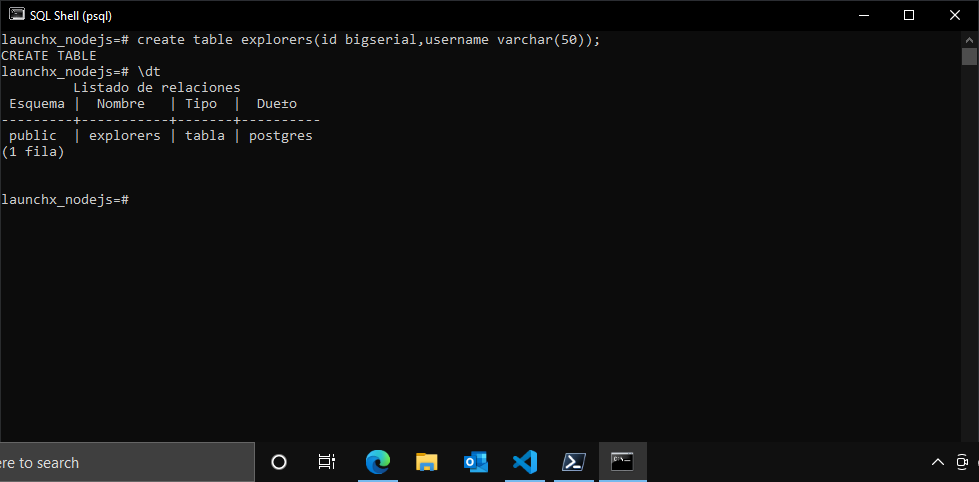 SQL Shell (psql)
launchx_nodejs=# create table explorers(id bigserial,username varchar(50));
CREATE TABLE
launchx_nodejs=# \dt
        Listado de relaciones
 Esquema |  Nombre   | Tipo  |  Due±o
---------+-----------+-------+----------
 public  | explorers | tabla | postgres
(1 fila)
launchx_nodejs=#
ere to search